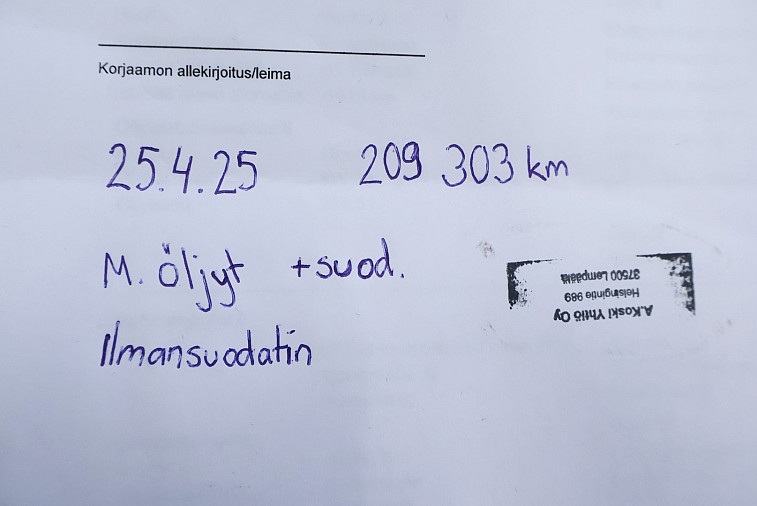 Korjaamon allekirjoitus/leima
25.4.25 209 303 km
M. öljyt +suod.
Ilmansuodatin
A.Koski Yhtiö Oy
Helsingintie 989
37500 Lempäälä